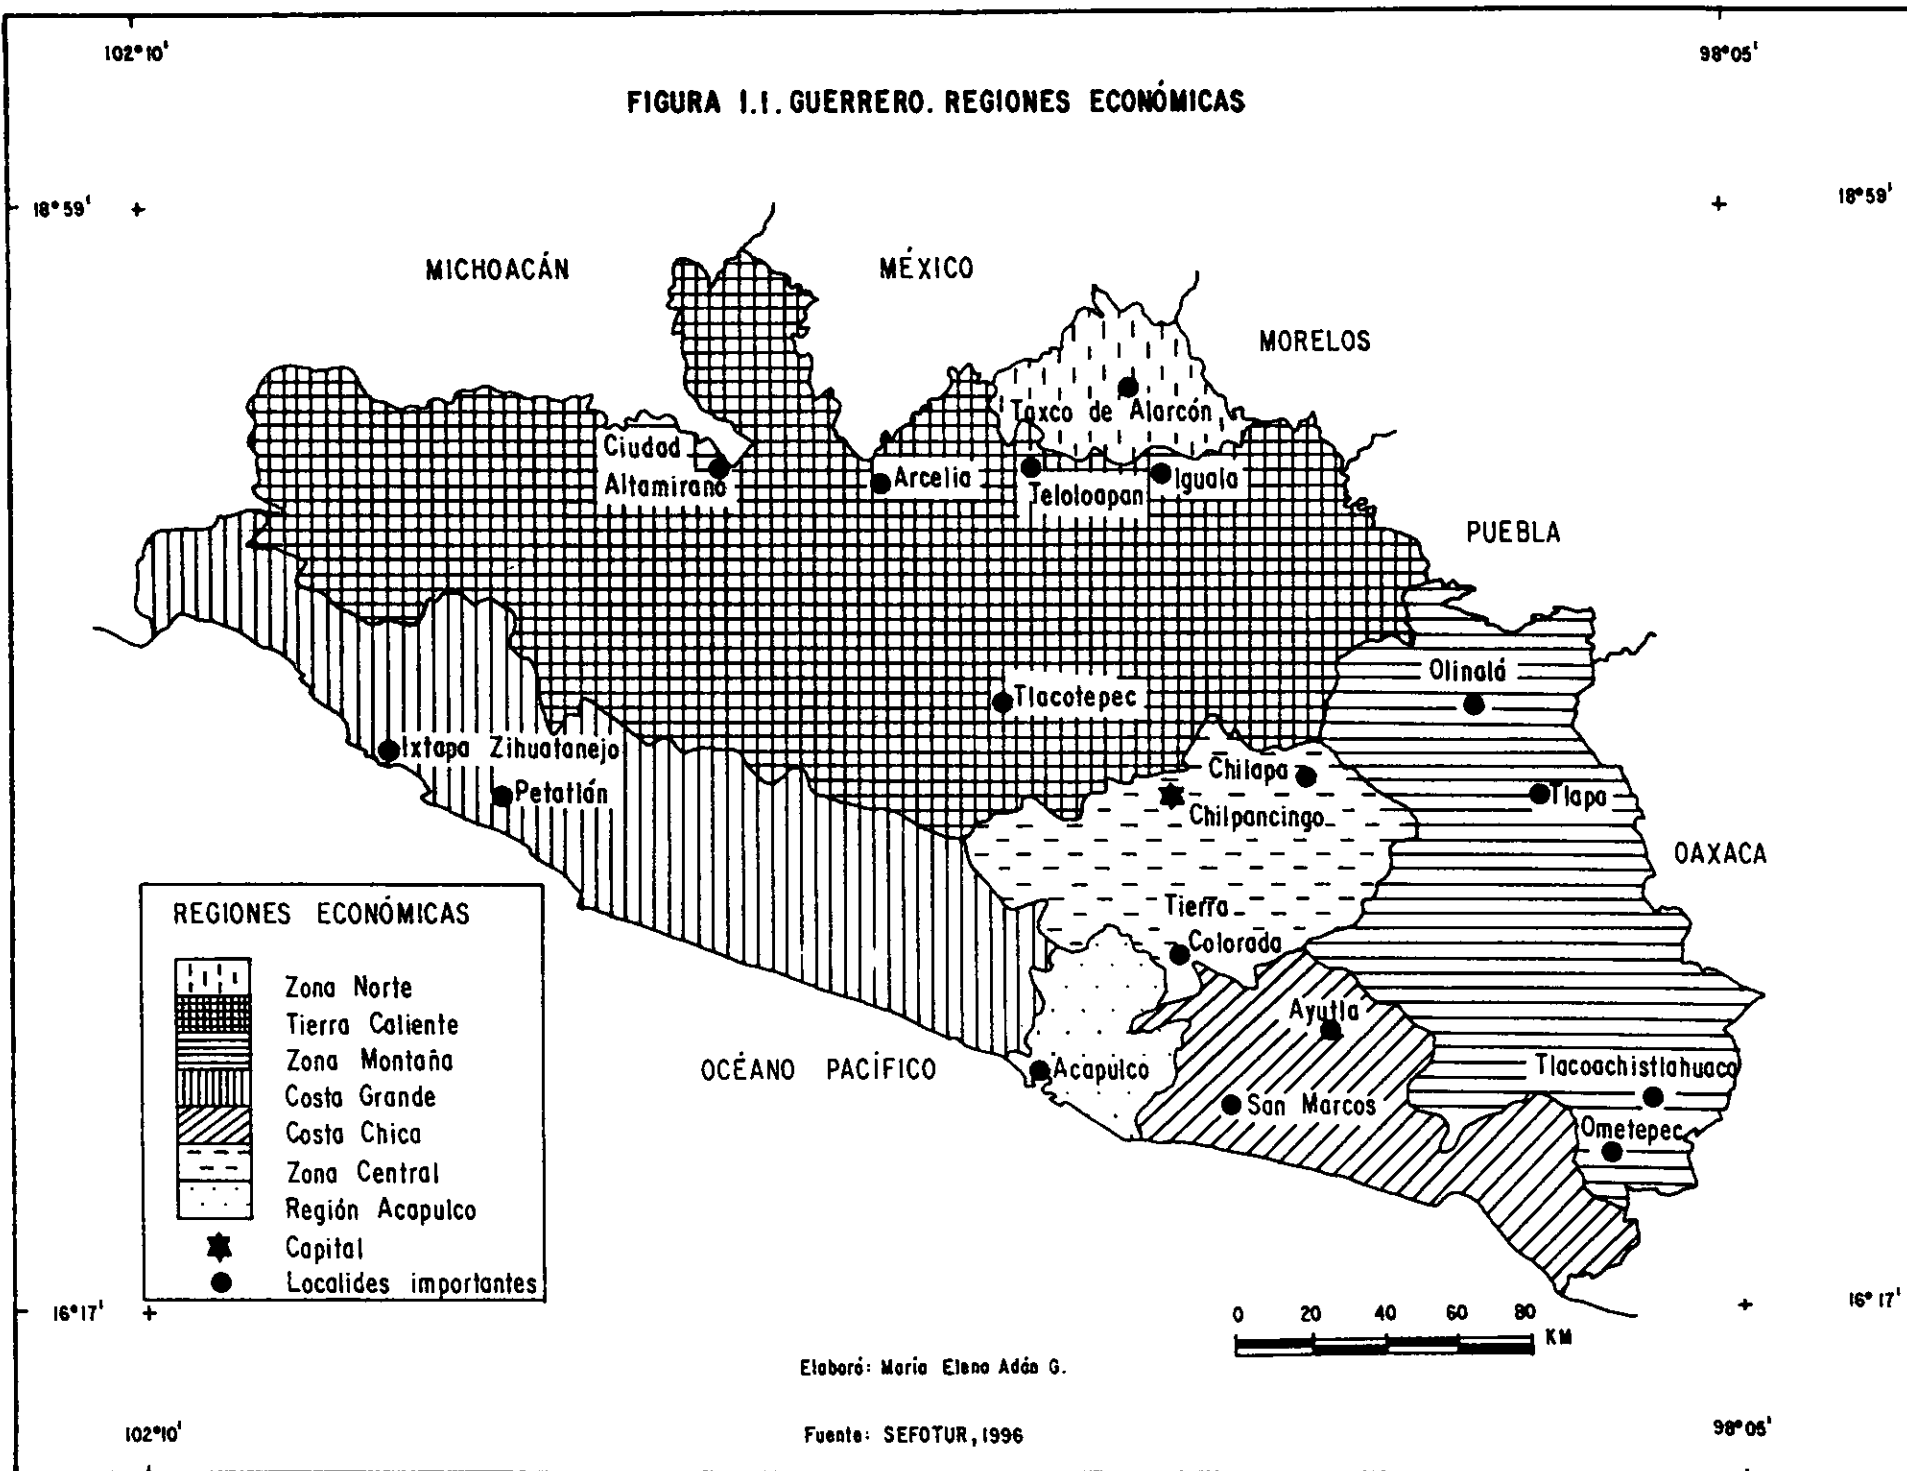 102°10'
98°05'
FIGURA 1.1. GUERRERO. REGIONES ECONÓMICAS
18°59'
18°59'
MICHOACÁN
MÉXICO
MORELOS
Taxco de Alarcón
Ciudad
Altamirano
Arcelia
Teloloapan
Iguala
PUEBLA
Olinalá
Tlacotepec
Ixtapa Zihuatanejo
Petatlán
Chilapa
Chilpancingo
Tlapa
OAXACA
Tierra
Colorada
Ayutla
OCÉANO PACÍFICO
Acapulco
San Marcos
Tlacoachistlahuaca
Ometepec
REGIONES ECONÓMICAS
Zona Norte
Tierra Caliente
Zona Montaña
Costa Grande
Costa Chica
Zona Central
Región Acapulco
Capital
Localides importantes
16°17'
16°17'
0 20 40 60 80
KM
Elaboró: María Elena Adán G.
Fuente: SEFOTUR, 1996
102°10'
98°05'